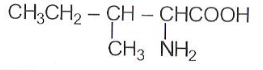 CH₃CH₂ – CH – CHCOOH
CH₃ NH₂